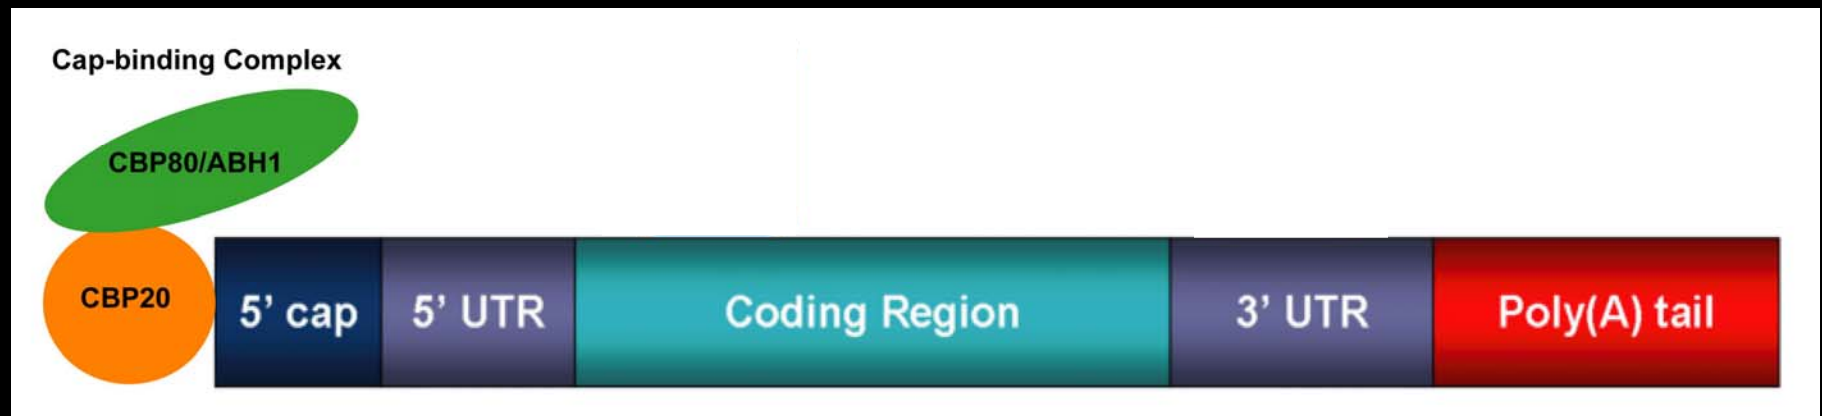 Cap-binding Complex
CBP80/ABH1
CBP20
5’ cap
5’ UTR
Coding Region
3’ UTR
Poly(A) tail